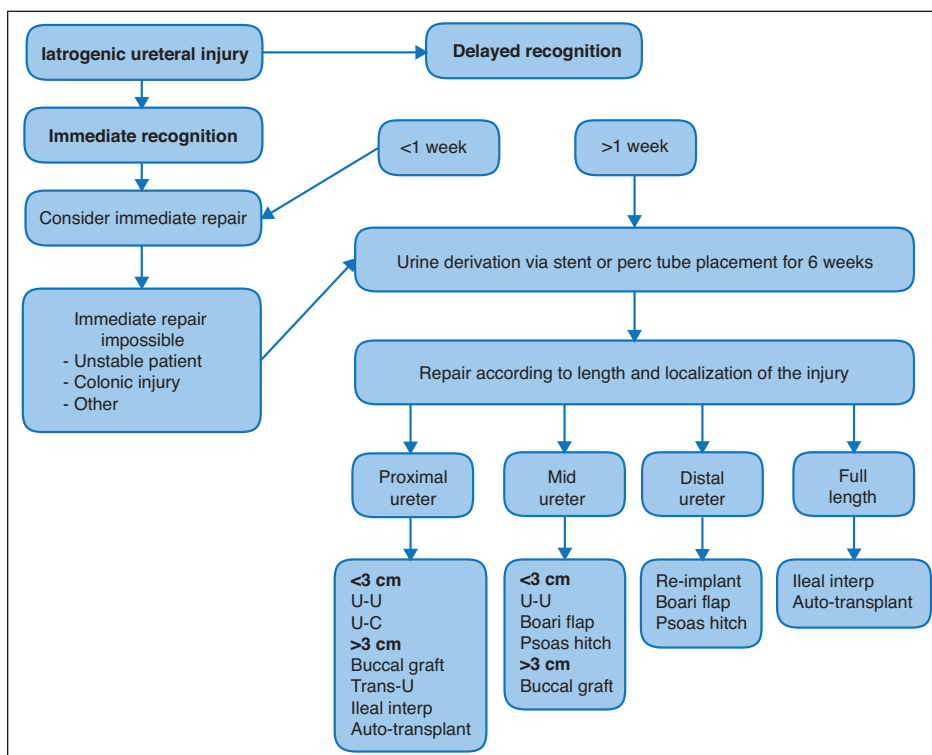 Iatrogenic ureteral injury
Delayed recognition
Immediate recognition
<1 week
>1 week
Consider immediate repair
Urine derivation via stent or perc tube placement for 6 weeks
Immediate repair
impossible
- Unstable patient
- Colonic injury
- Other
Repair according to length and localization of the injury
Proximal
ureter
Mid
ureter
Distal
ureter
Full
length
<3 cm
U-U
U-C
>3 cm
Buccal graft
Trans-U
Ileal interp
Auto-transplant
<3 cm
U-U
Boari flap
Psoas hitch
>3 cm
Buccal graft
Re-implant
Boari flap
Psoas hitch
Ileal interp
Auto-transplant